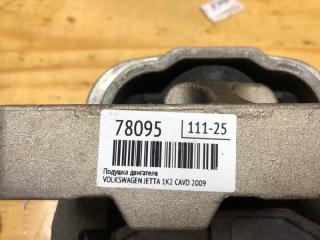 78095 111-25
Подушка двигателя
VOLKSWAGEN JETTA 1K2 CAVD 2009